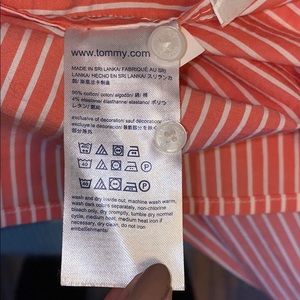 www.tommy.com
MADE IN SRI LANKA/ FABRIQUÉ AU SRI
LANKA/ HECHO EN SRI LANKA/ スリランカ
製/ 斯里兰卡制造
96% cotton/ coton/ algodón/ 綿/ 棉
4% elastane/ élasthanne/ elastano/ ポリウ
レタン/ 氨纶
exclusive of decoration/ sauf décoration/
excluyendo decoración/
wash and dry inside out, machine wash warm,
wash dark colors separately, non-chlorine
bleach only, dry promptly, tumble dry normal
medium heat, medium iron if
necessary, dry clean, do not iron
embellishments/